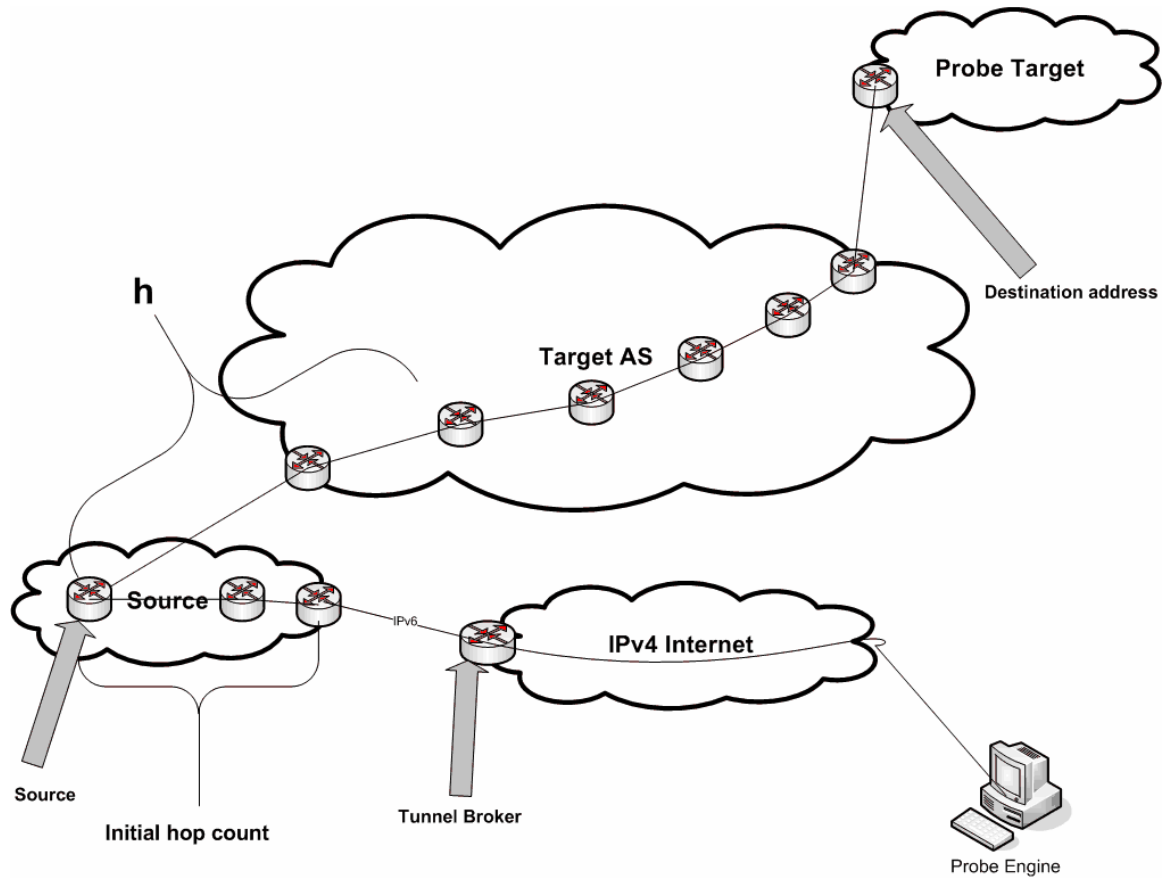 Probe Target
Destination address
h
Target AS
Source
IPv6
IPv4 Internet
Source
Tunnel Broker
Initial hop count
Probe Engine